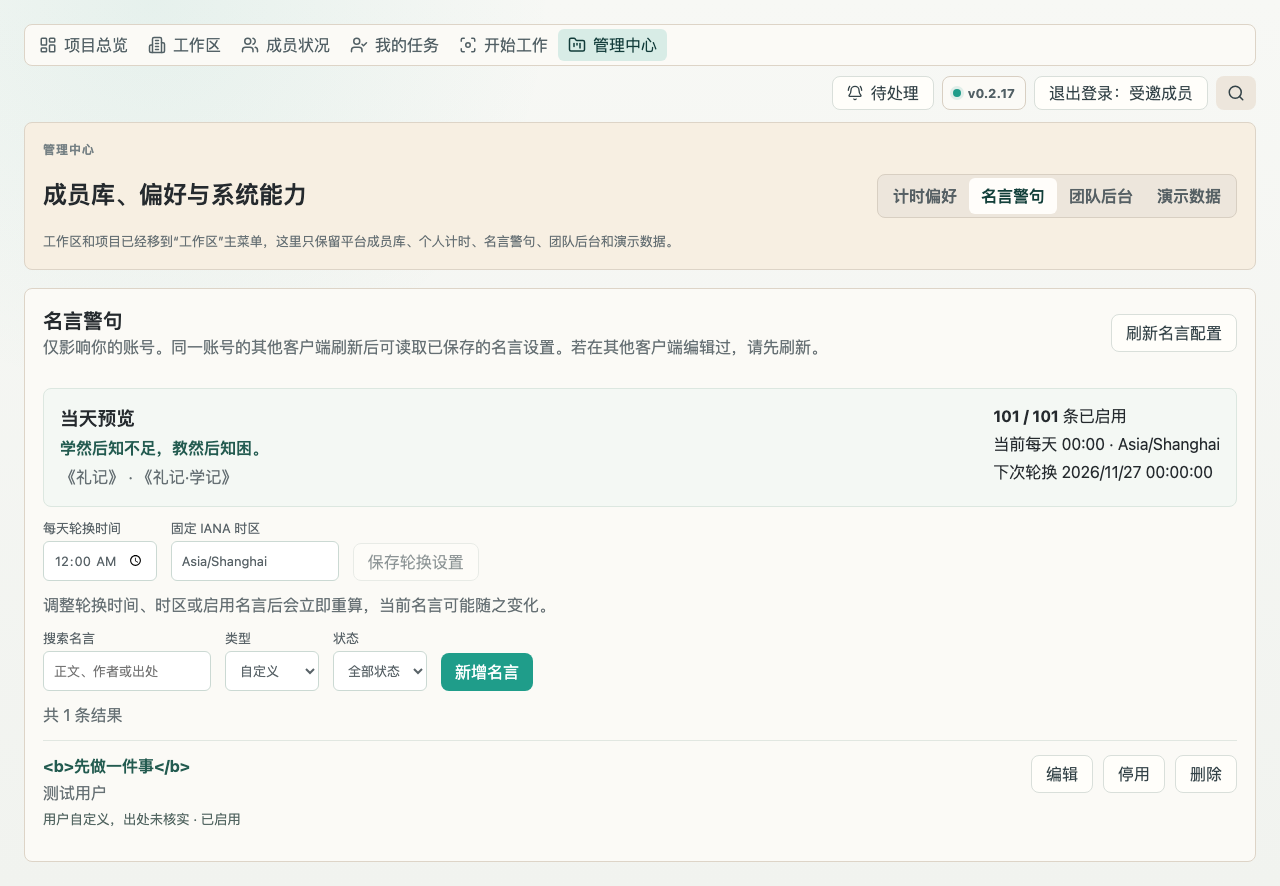 项目总览 工作区 成员状况 我的任务 开始工作 管理中心
待处理 v0.2.17 退出登录：受邀成员
管理中心
成员库、偏好与系统能力
计时偏好 名言警句 团队后台 演示数据
工作区和项目已经移到“工作区”主菜单，这里只保留平台成员库、个人计时、名言警句、团队后台和演示数据。
名言警句
仅影响你的账号。同一账号的其他客户端刷新后可读取已保存的名言设置。若在其他客户端编辑过，请先刷新。
刷新名言配置
当天预览
学然后知不足，教然后知困。
《礼记》 · 《礼记·学记》
101 / 101 条已启用
当前每天 00:00 · Asia/Shanghai
下次轮换 2026/11/27 00:00:00
每天轮换时间 固定 IANA 时区
12:00 AM Asia/Shanghai 保存轮换设置
调整轮换时间、时区或启用名言后会立即重算，当前名言可能随之变化。
搜索名言 类型 状态
正文、作者或出处 自定义 全部状态 新增名言
共 1 条结果
<b>先做一件事</b>
测试用户
用户自定义，出处未核实 · 已启用
编辑 停用 删除